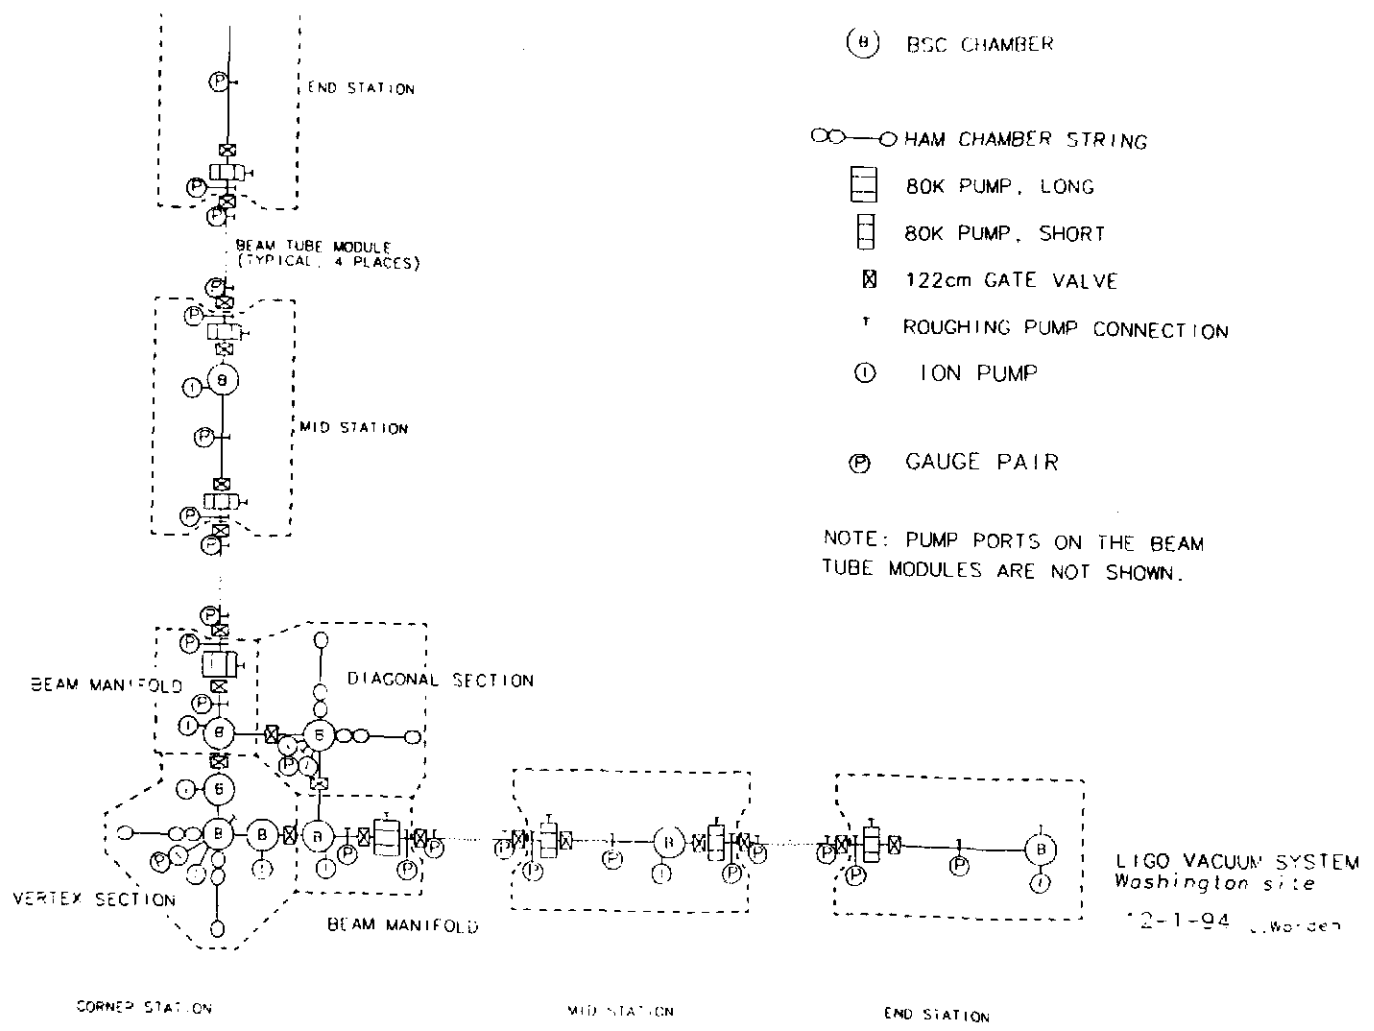 B BSC CHAMBER
END STATION
HAM CHAMBER STRING
80K PUMP, LONG
80K PUMP, SHORT
BEAM TUBE MODULE
(TYPICAL, 4 PLACES)
122cm GATE VALVE
ROUGHING PUMP CONNECTION
I ION PUMP
MID STATION
P GAUGE PAIR
NOTE: PUMP PORTS ON THE BEAM
TUBE MODULES ARE NOT SHOWN.
BEAM MANIFOLD
DIAGONAL SECTION
VERTEX SECTION
BEAM MANIFOLD
LIGO VACUUM SYSTEM
Washington site
12-1-94 Worden
CORNER STATION
MID STATION
END STATION